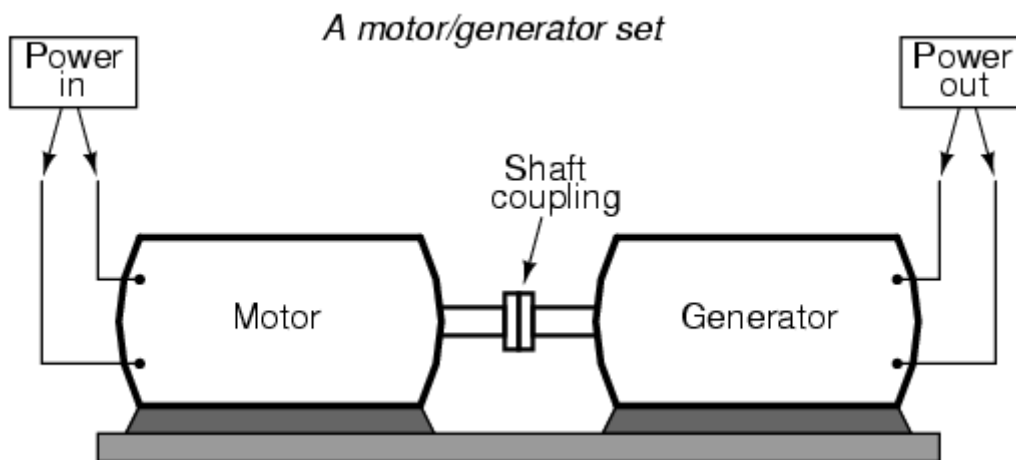 A motor/generator set
Power
in
Power
out
Shaft
coupling
Motor
Generator